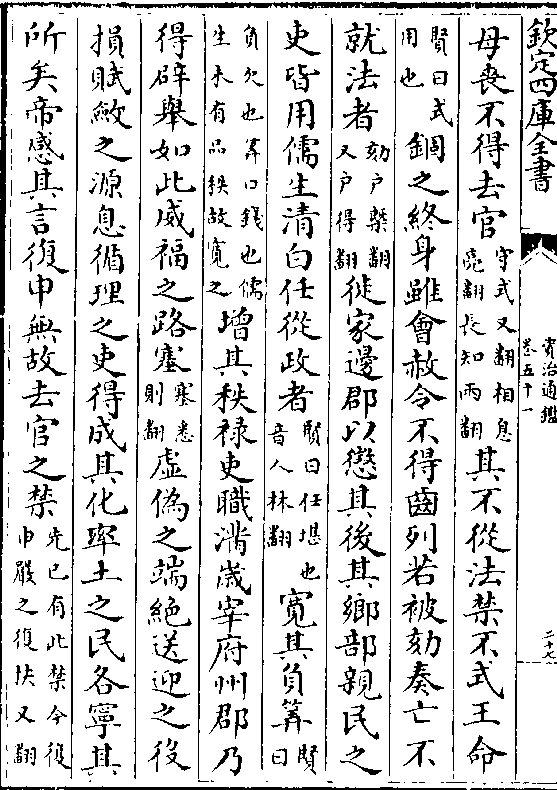 欽定四庫全書
資治通鑑
卷五十一
二十七
母喪不得去官守式又翻相息亮翻長知兩翻其不從法禁不式王命
賢曰式用也錮之終身雖會赦令不得齒列若被劾奏亡不
就法者劾戶槩翻又戶得翻徙家邊郡以懲其後其鄉部親民之
吏皆用儒生清白任從政者賢曰任堪也音人林翻寛其負筭賢曰
負欠也筭口錢也儒生未有品秩故寛之增其秩禄吏職滿歲宰府州郡乃
得辟舉如此威福之路塞塞悉則翻虛偽之端絶送迎之役
損賦斂之源息循理之吏得成其化率土之民各寧其
所矣帝感其言復申無故去官之禁先已有此禁今復申嚴之復扶又翻